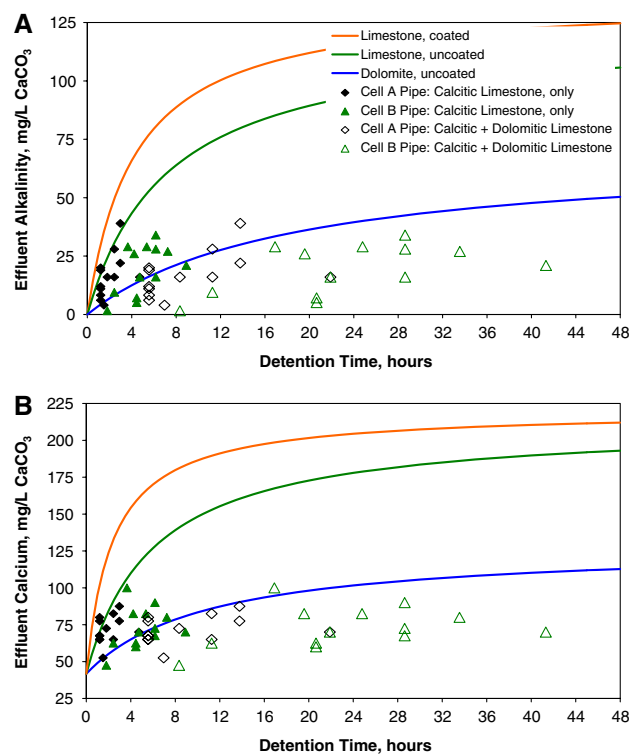 A
Effluent Alkalinity, mg/L CaCO3
125
100
75
50
25
0
Limestone, coated
Limestone, uncoated
Dolomite, uncoated
Cell A Pipe: Calcitic Limestone, only
Cell B Pipe: Calcitic Limestone, only
Cell A Pipe: Calcitic + Dolomitic Limestone
Cell B Pipe: Calcitic + Dolomitic Limestone
0 4 8 12 16 20 24 28 32 36 40 44 48
Detention Time, hours
B
Effluent Calcium, mg/L CaCO3
225
200
175
150
125
100
75
50
25
0 4 8 12 16 20 24 28 32 36 40 44 48
Detention Time, hours